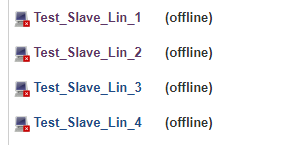 Test_Slave_Lin_1 (offline)
Test_Slave_Lin_2 (offline)
Test_Slave_Lin_3 (offline)
Test_Slave_Lin_4 (offline)